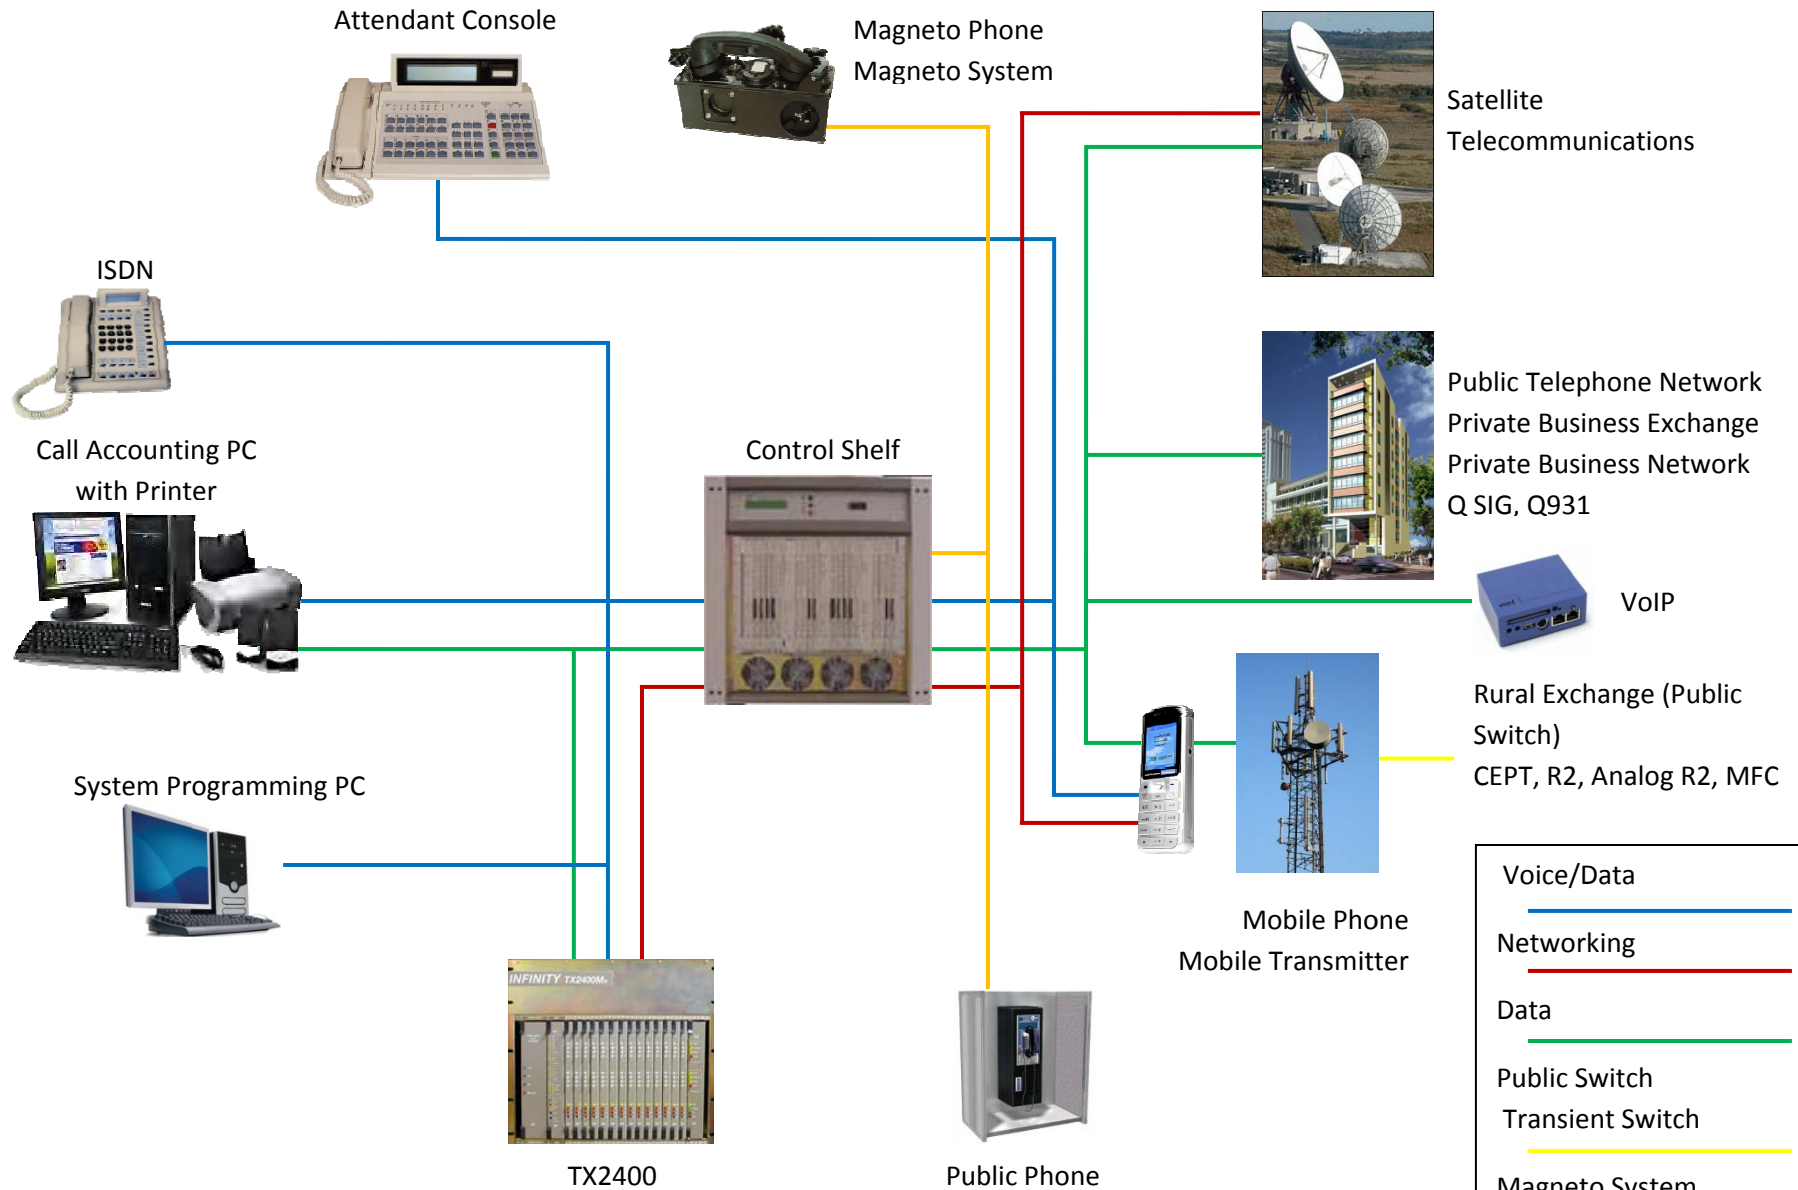 Attendant Console
Magneto Phone
Magneto System
Satellite
Telecommunications
ISDN
Public Telephone Network
Private Business Exchange
Private Business Network
Q SIG, Q931
Call Accounting PC
with Printer
Control Shelf
VoIP
Rural Exchange (Public
Switch)
CEPT, R2, Analog R2, MFC
System Programming PC
Mobile Phone
Mobile Transmitter
INFINITY TX2400M
TX2400
Public Phone
Voice/Data
Networking
Data
Public Switch
Transient Switch
Magneto System